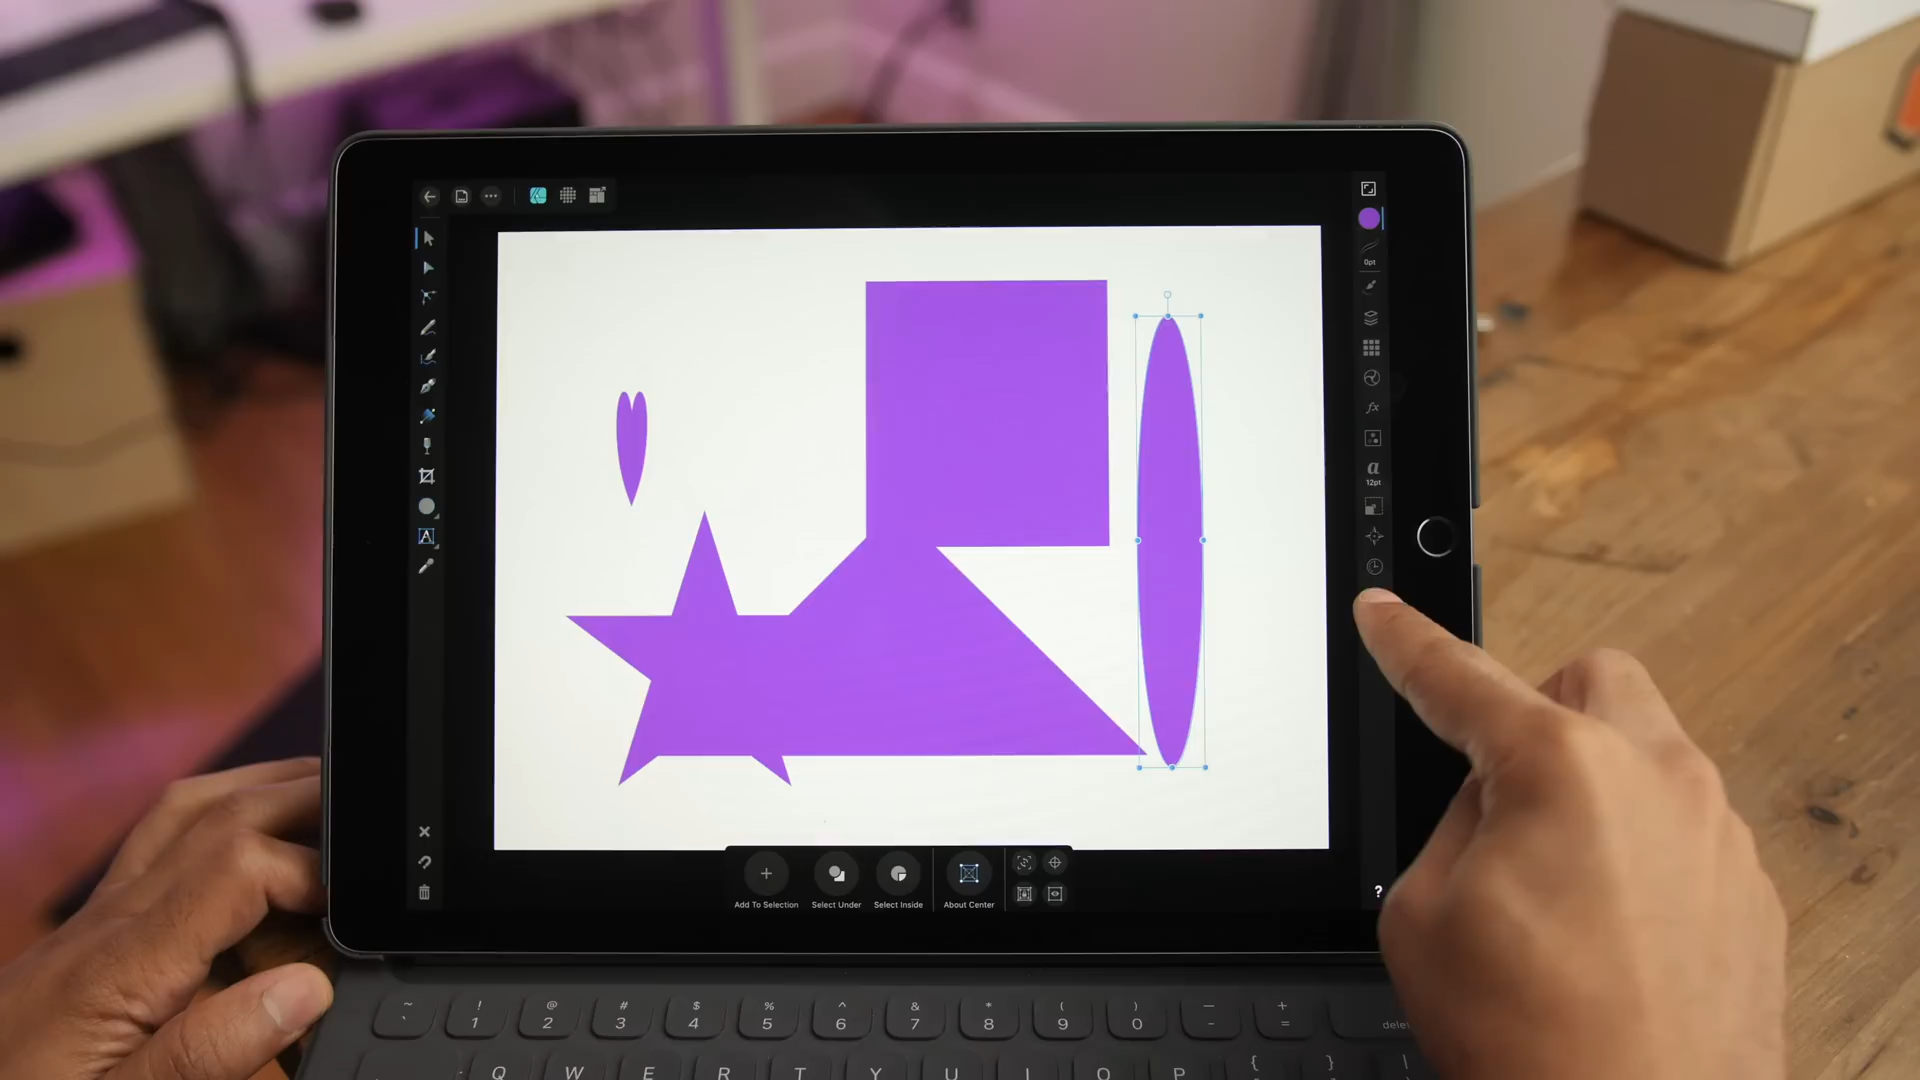 0pt
fx
a
12pt
A
?
Add To Selection
Select Under
Select Inside
About Center
~ ! @ # $ % ^ & * ( ) — +
` 1 2 3 4 5 6 7 8 9 0 - =
Q W E R T Y U I O P { } |